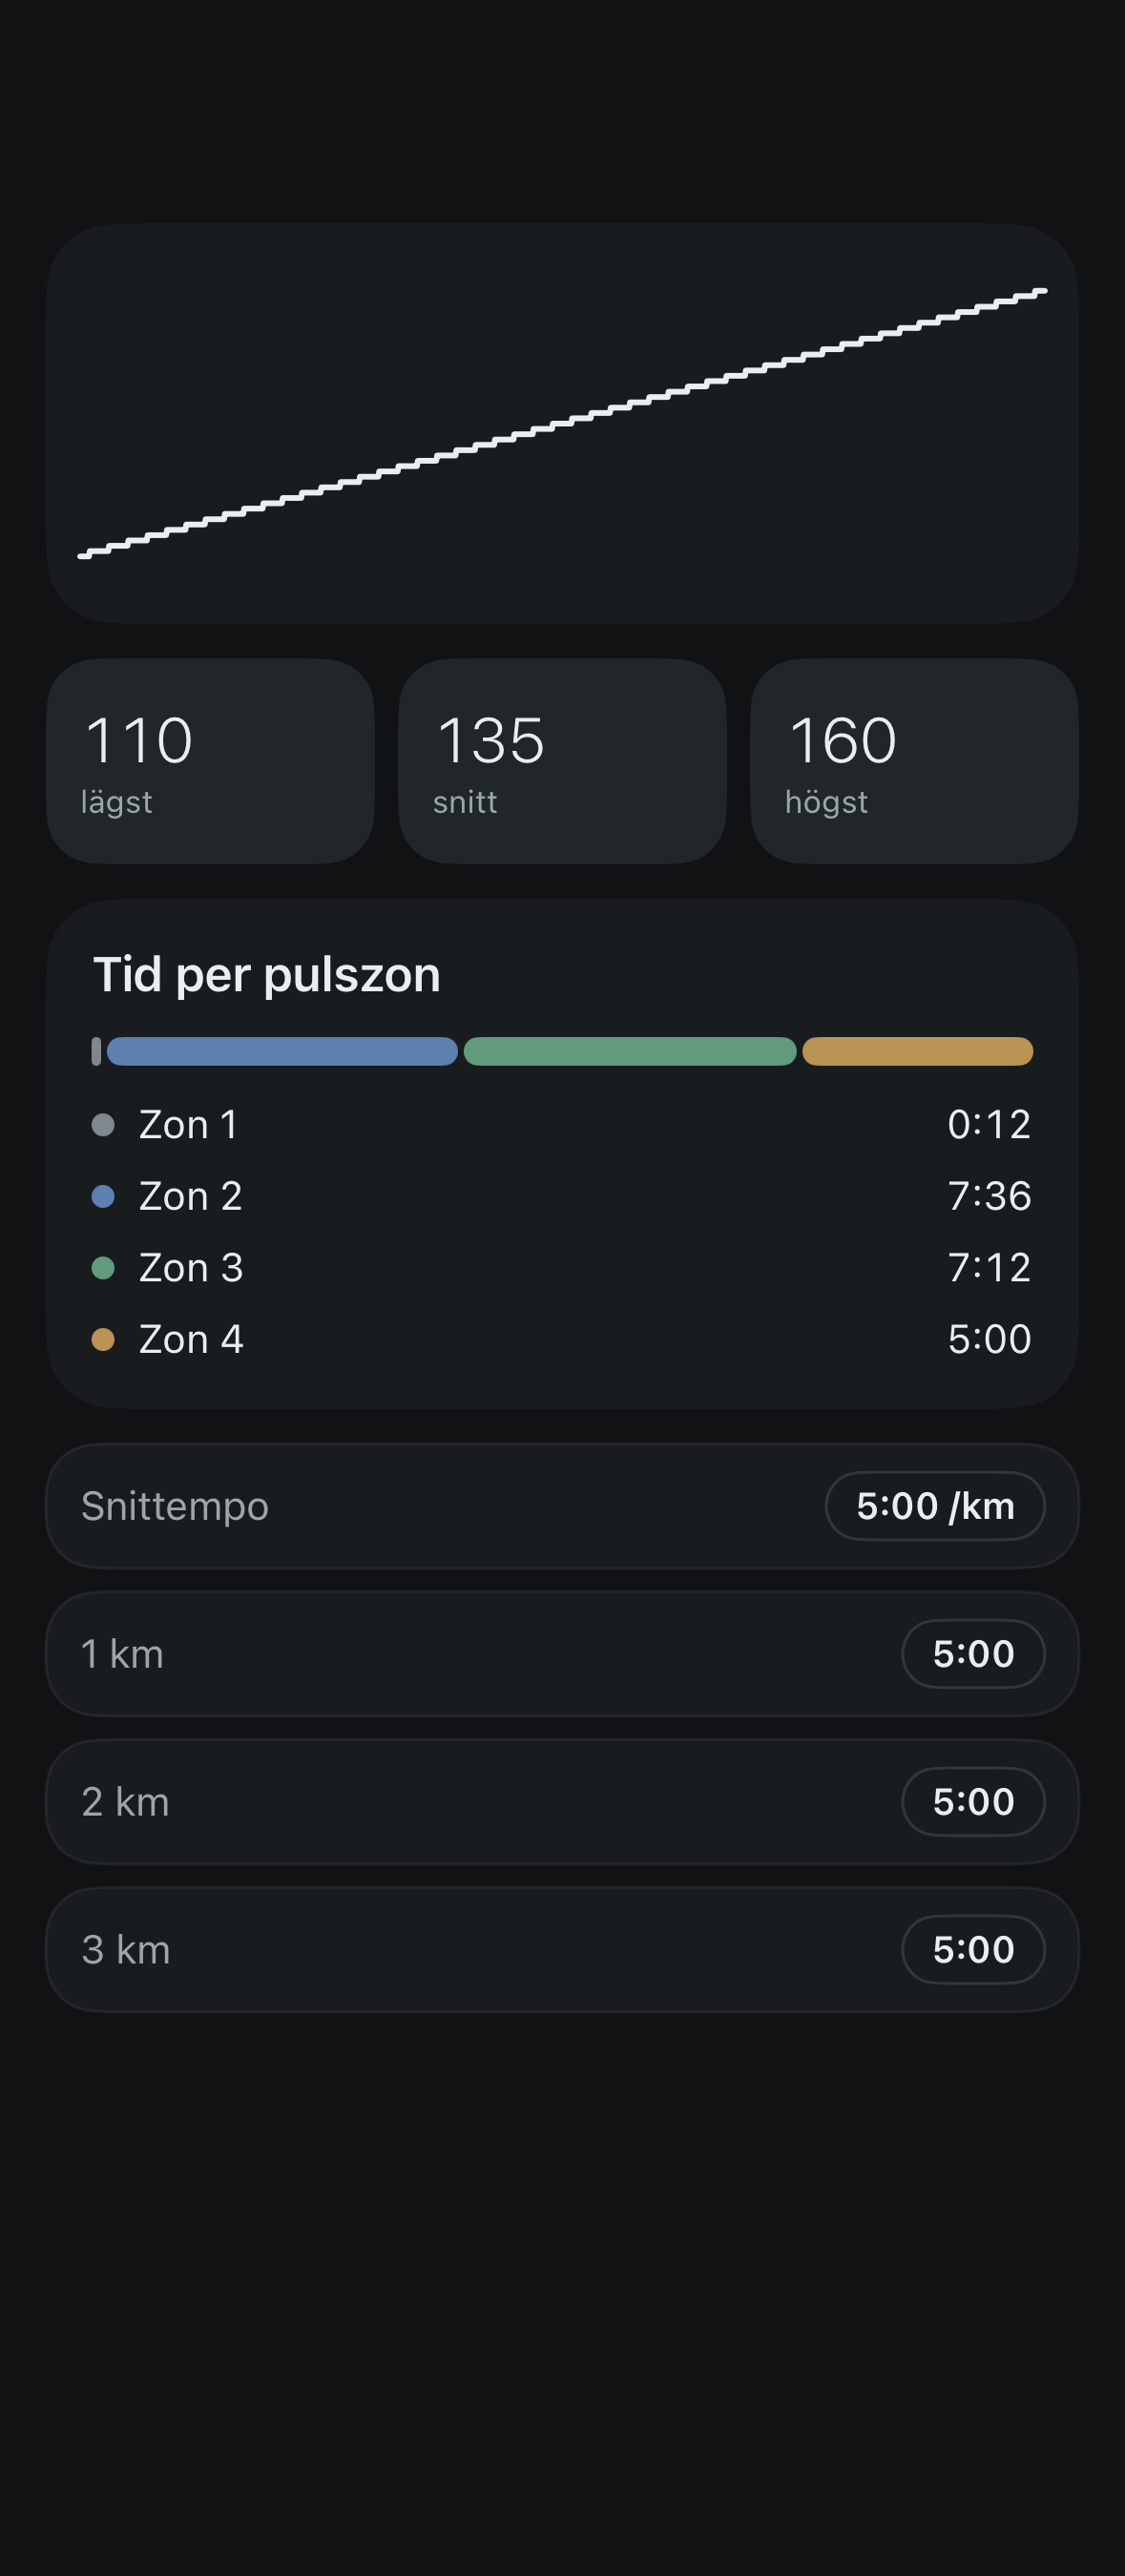 110
lägst
135
snitt
160
högst
Tid per pulszon
Zon 1 0:12
Zon 2 7:36
Zon 3 7:12
Zon 4 5:00
Snittempo 5:00 /km
1 km 5:00
2 km 5:00
3 km 5:00